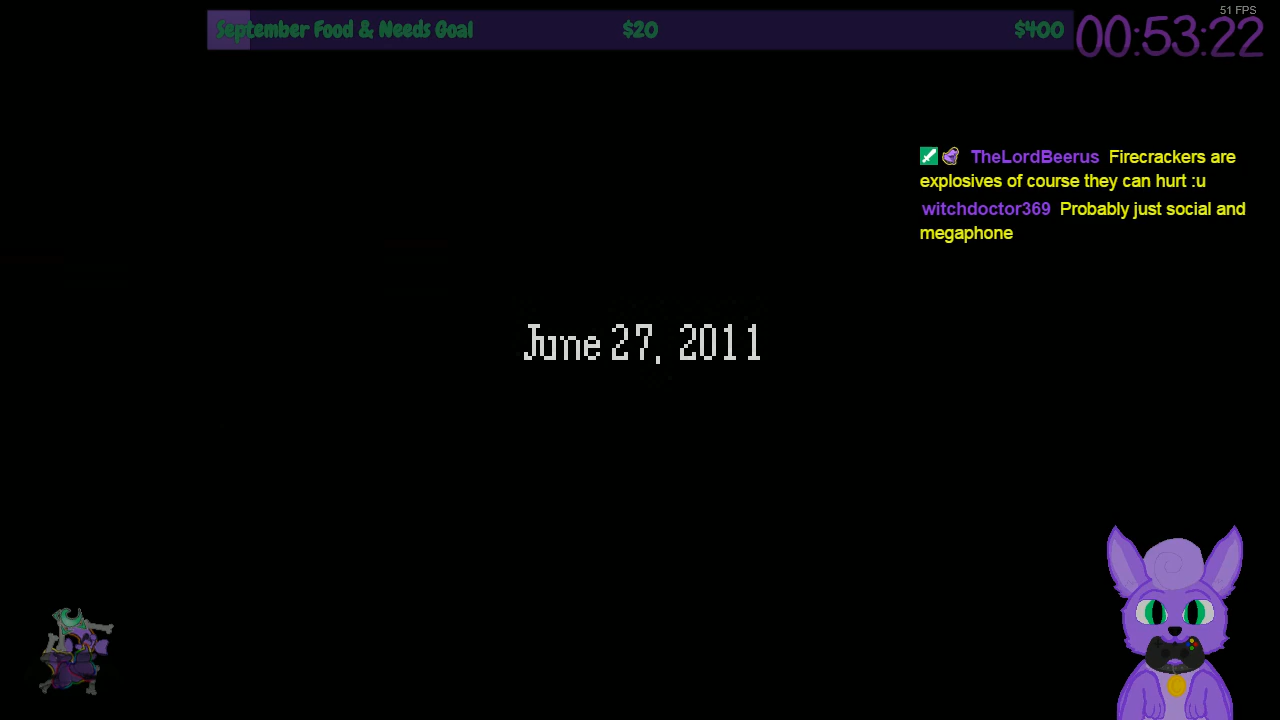 51 FPS
September Food & Needs Goal $20 $400
00:53:22
TheLordBeerus Firecrackers are
explosives of course they can hurt :u
witchdoctor369 Probably just social and
megaphone
June 27, 2011